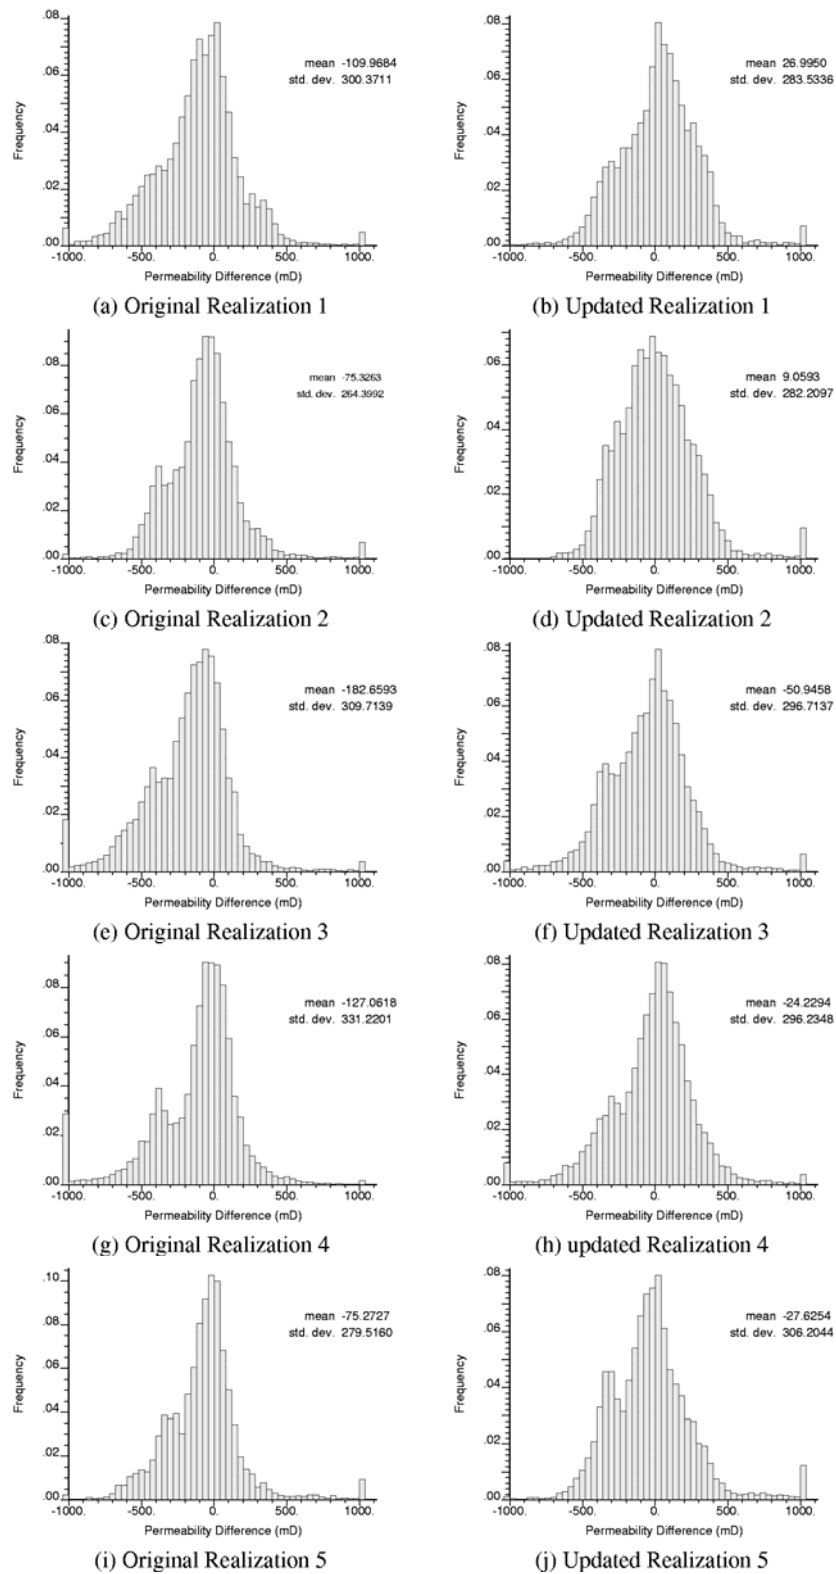 .08
mean -109.9684
std. dev. 300.3711
.06
Frequency
.04
.02
.00
-1000. -500. 0. 500. 1000.
Permeability Difference (mD)
(a) Original Realization 1
.08
mean 26.9950
std. dev. 283.5336
.06
Frequency
.04
.02
.00
-1000. -500. 0. 500. 1000.
Permeability Difference (mD)
(b) Updated Realization 1
mean -75.3263
std. dev. 264.3992
.08
Frequency
.06
.04
.02
.00
-1000. -500. 0. 500. 1000.
Permeability Difference (mD)
(c) Original Realization 2
mean 9.0593
std. dev. 282.2097
.06
Frequency
.04
.02
.00
-1000. -500. 0. 500. 1000.
Permeability Difference (mD)
(d) Updated Realization 2
.08
mean -182.6593
std. dev. 309.7139
.06
Frequency
.04
.02
.00
-1000. -500. 0. 500. 1000.
Permeability Difference (mD)
(e) Original Realization 3
.08
mean -50.9458
std. dev. 296.7137
.06
Frequency
.04
.02
.00
-1000. -500. 0. 500. 1000.
Permeability Difference (mD)
(f) Updated Realization 3
mean -127.0618
std. dev. 331.2201
.08
Frequency
.06
.04
.02
.00
-1000. -500. 0. 500. 1000.
Permeability Difference (mD)
(g) Original Realization 4
.08
mean -24.2294
std. dev. 296.2348
.06
Frequency
.04
.02
.00
-1000. -500. 0. 500. 1000.
Permeability Difference (mD)
(h) updated Realization 4
.10
mean -75.2727
std. dev. 279.5160
.08
Frequency
.06
.04
.02
.00
-1000. -500. 0. 500. 1000.
Permeability Difference (mD)
(i) Original Realization 5
.08
mean -27.6254
std. dev. 306.2044
.06
Frequency
.04
.02
.00
-1000. -500. 0. 500. 1000.
Permeability Difference (mD)
(j) Updated Realization 5